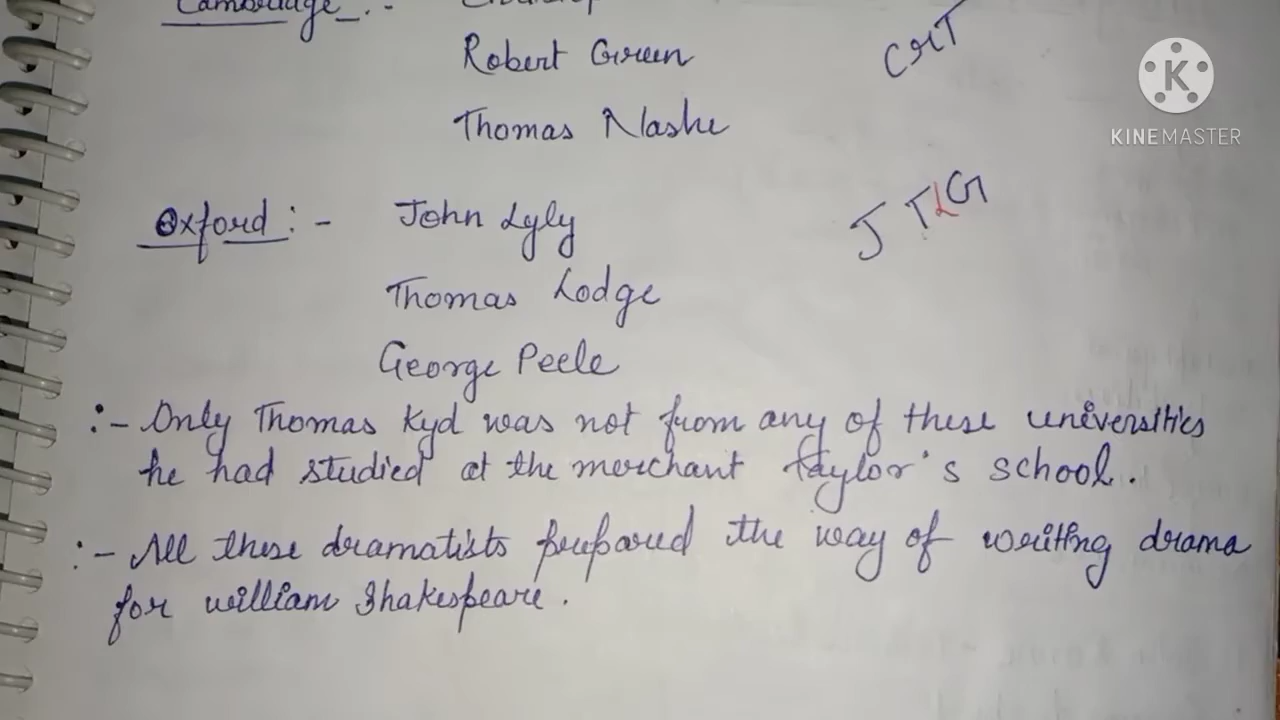 Cambridge :-
Robert Green
Thomas Nashe
CRT
KINEMASTER
Oxford :- John Lyly
Thomas Lodge
George Peele
JTLG
:- Only Thomas Kyd was not from any of these universities
he had studied at the merchant taylor's school.
:- All these dramatists prepared the way of writing drama
for william Shakespeare.